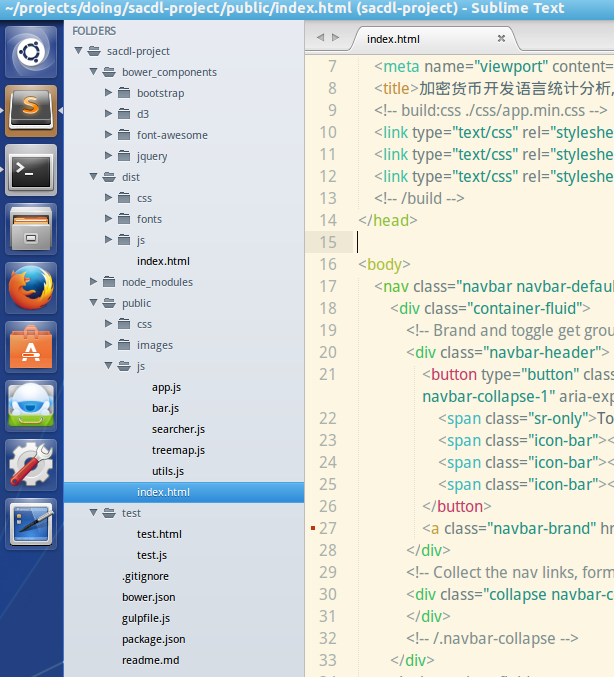 ~/projects/doing/sacdl-project/public/index.html (sacdl-project) - Sublime Text
FOLDERS
sacdl-project
bower_components
bootstrap
d3
font-awesome
jquery
dist
css
fonts
js
index.html
node_modules
public
css
images
js
app.js
bar.js
searcher.js
treemap.js
utils.js
index.html
test
test.html
test.js
.gitignore
bower.json
gulpfile.js
package.json
readme.md
index.html
7 <meta name="viewport" content=
8 <title>加密货币开发语言统计分析,
9 <!-- build:css ./css/app.min.css -->
10 <link type="text/css" rel="styleshe
11 <link type="text/css" rel="styleshe
12 <link type="text/css" rel="styleshe
13 <!-- /build -->
14 </head>
15
16 <body>
17 <nav class="navbar navbar-defau
18 <div class="container-fluid">
19 <!-- Brand and toggle get grou
20 <div class="navbar-header">
21 <button type="button" clas
navbar-collapse-1" aria-exp
22 <span class="sr-only">To
23 <span class="icon-bar"><
24 <span class="icon-bar"><
25 <span class="icon-bar"><
26 </button>
27 <a class="navbar-brand" hr
28 </div>
29 <!-- Collect the nav links, form
30 <div class="collapse navbar-c
31 </div>
32 <!-- /.navbar-collapse -->
33 </div>